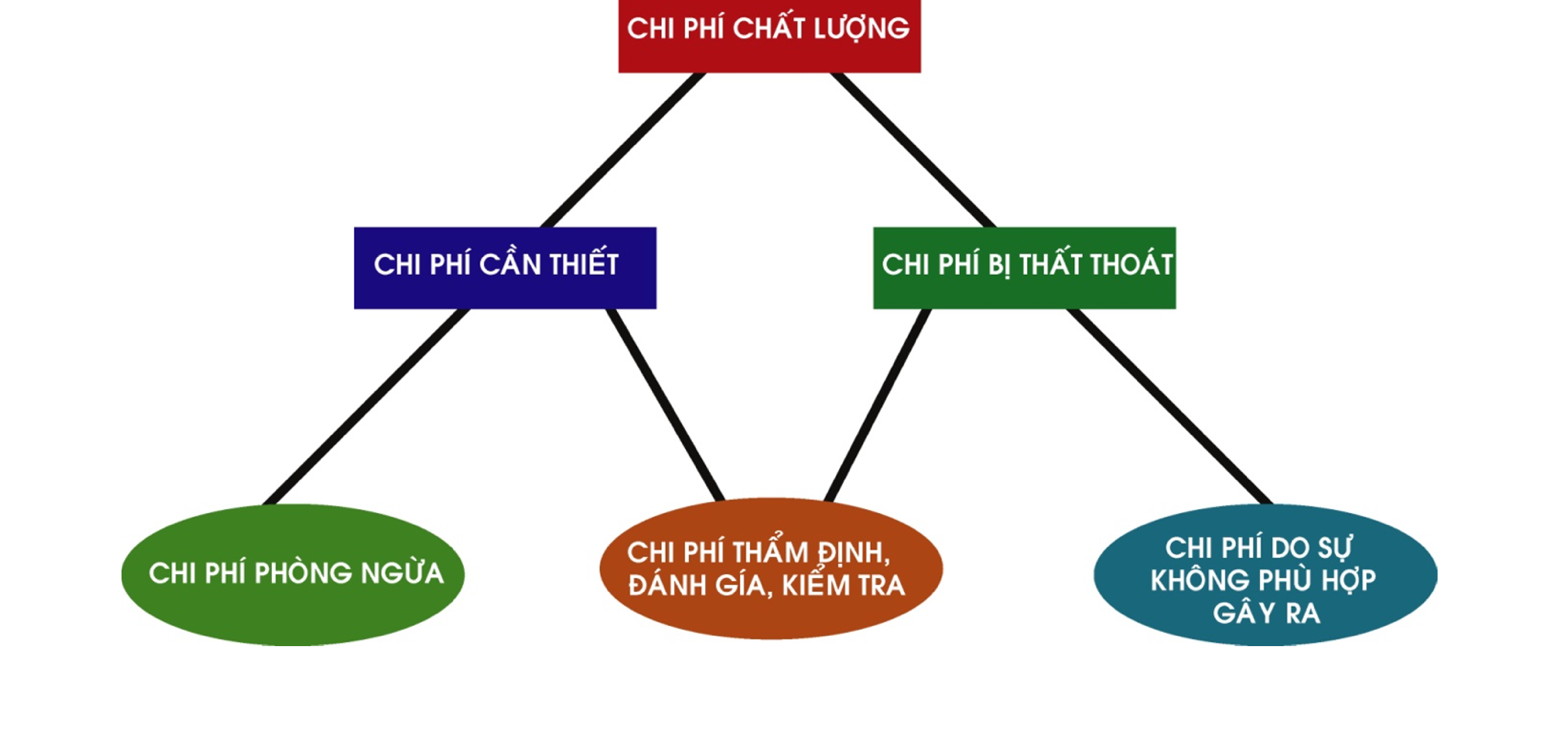 CHI PHÍ CHẤT LƯỢNG
CHI PHÍ CẦN THIẾT
CHI PHÍ BỊ THẤT THOÁT
CHI PHÍ PHÒNG NGỪA
CHI PHÍ THẨM ĐỊNH,
ĐÁNH GÍA, KIỂM TRA
CHI PHÍ DO SỰ
KHÔNG PHÙ HỢP
GÂY RA